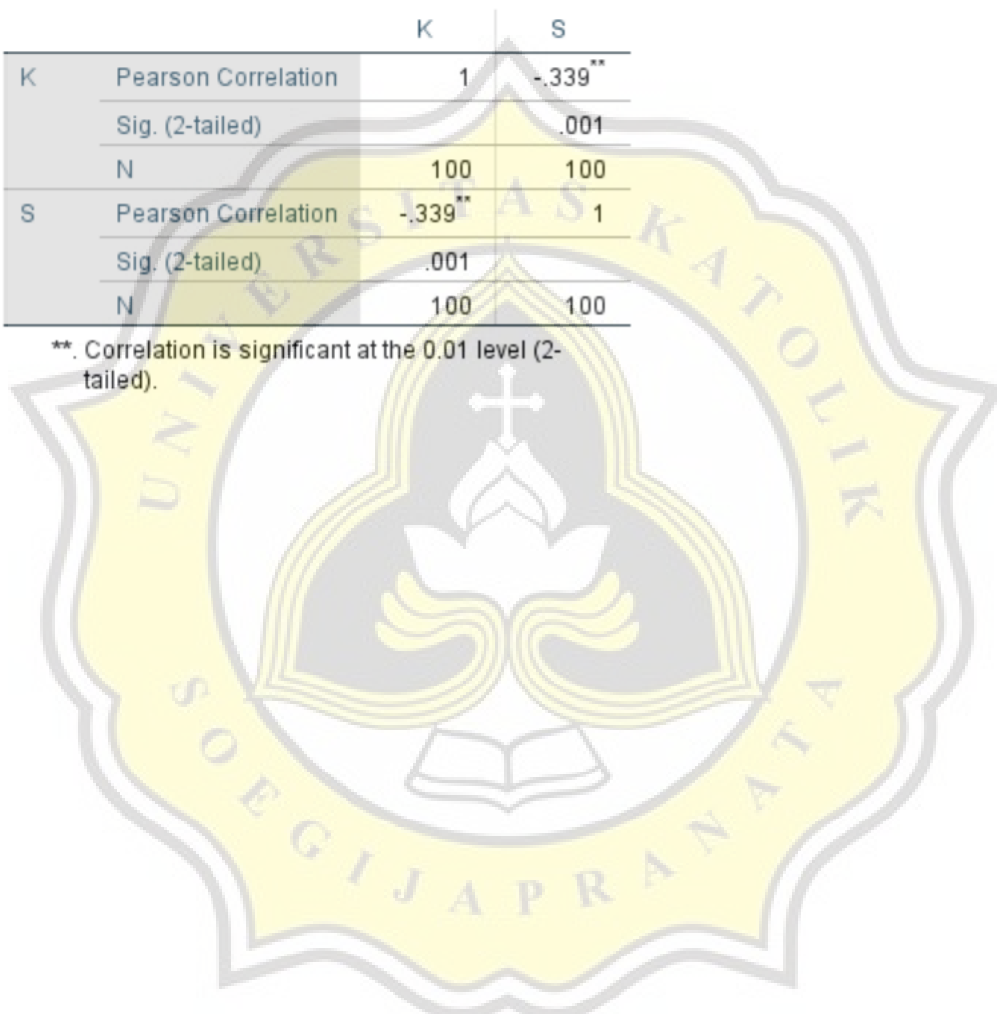 K S
K Pearson Correlation 1 -.339**
Sig. (2-tailed) .001
N 100 100
S Pearson Correlation -.339** 1
Sig. (2-tailed) .001
N 100 100
**. Correlation is significant at the 0.01 level (2-
tailed).
UNIVERSITAS KATOLIK
SOEGIJAPRANATA